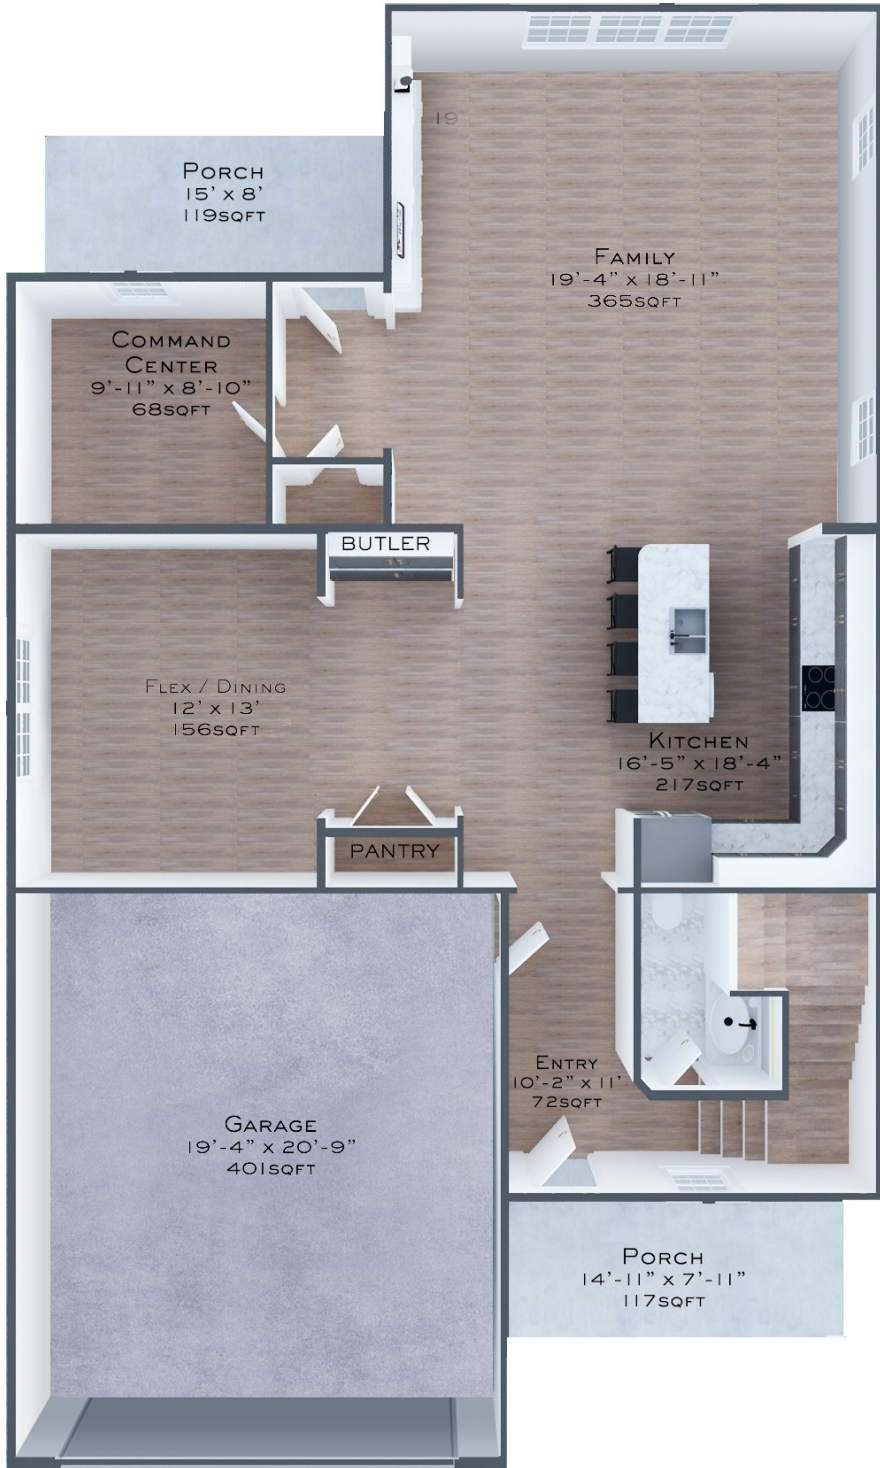 PORCH
15' x 8'
119SQFT
19
FAMILY
19'-4" x 18'-11"
365SQFT
COMMAND
CENTER
9'-11" x 8'-10"
68SQFT
BUTLER
FLEX / DINING
12' x 13'
156SQFT
KITCHEN
16'-5" x 18'-4"
217SQFT
PANTRY
ENTRY
10'-2" x 11'
72SQFT
GARAGE
19'-4" x 20'-9"
401SQFT
PORCH
14'-11" x 7'-11"
117SQFT